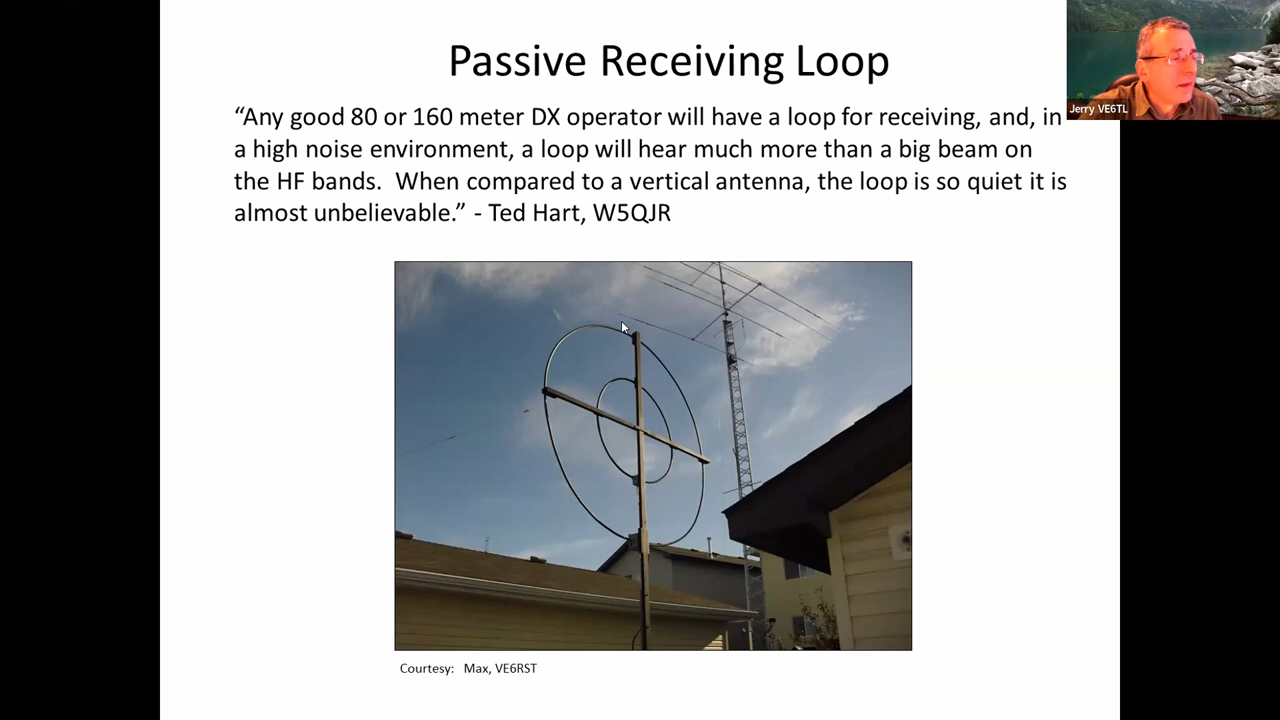 Passive Receiving Loop
Jerry VE6TL
“Any good 80 or 160 meter DX operator will have a loop for receiving, and, in
a high noise environment, a loop will hear much more than a big beam on
the HF bands.  When compared to a vertical antenna, the loop is so quiet it is
almost unbelievable.” - Ted Hart, W5QJR
Courtesy:   Max, VE6RST